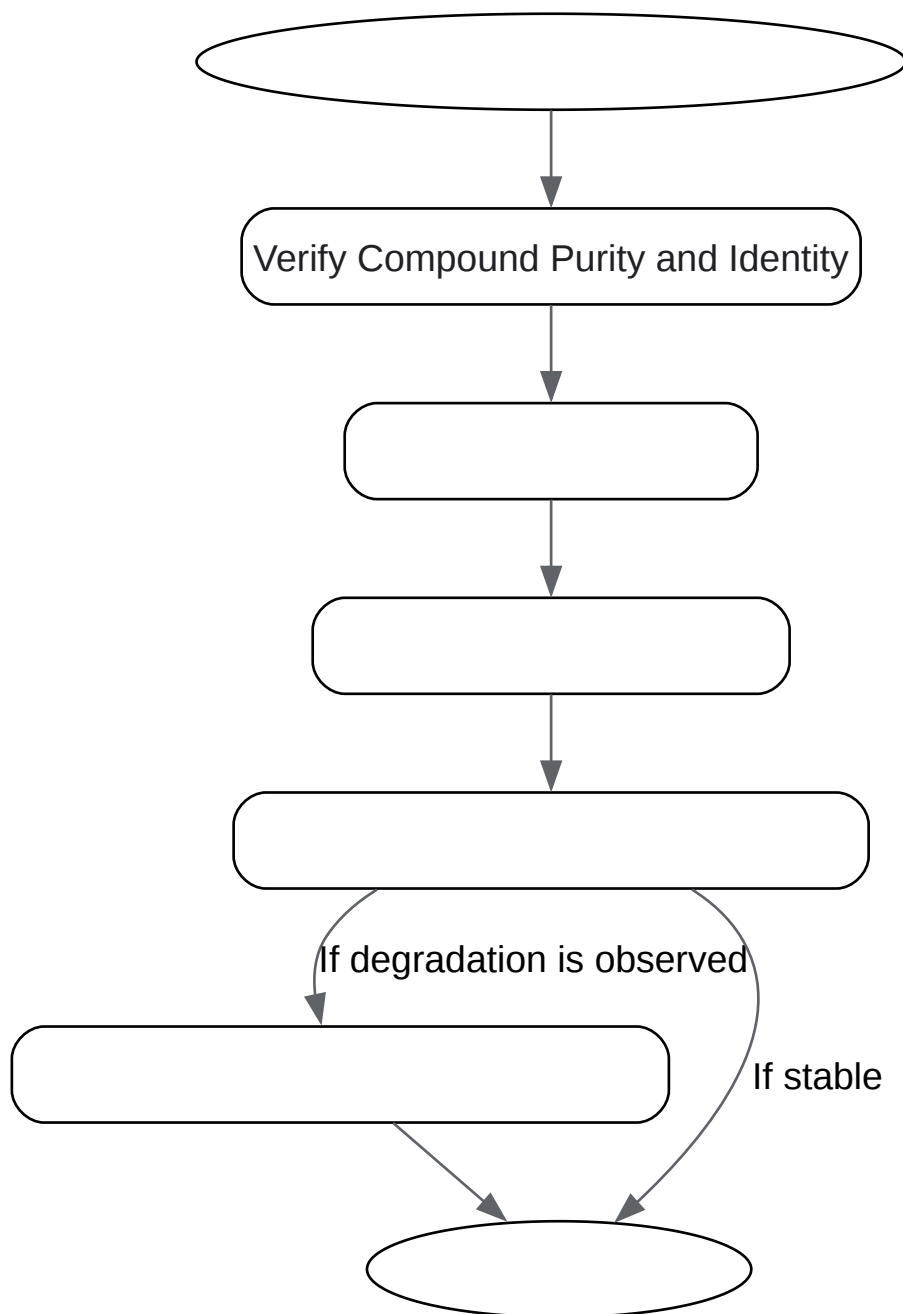 Verify Compound Purity and Identity
If degradation is observed
If stable